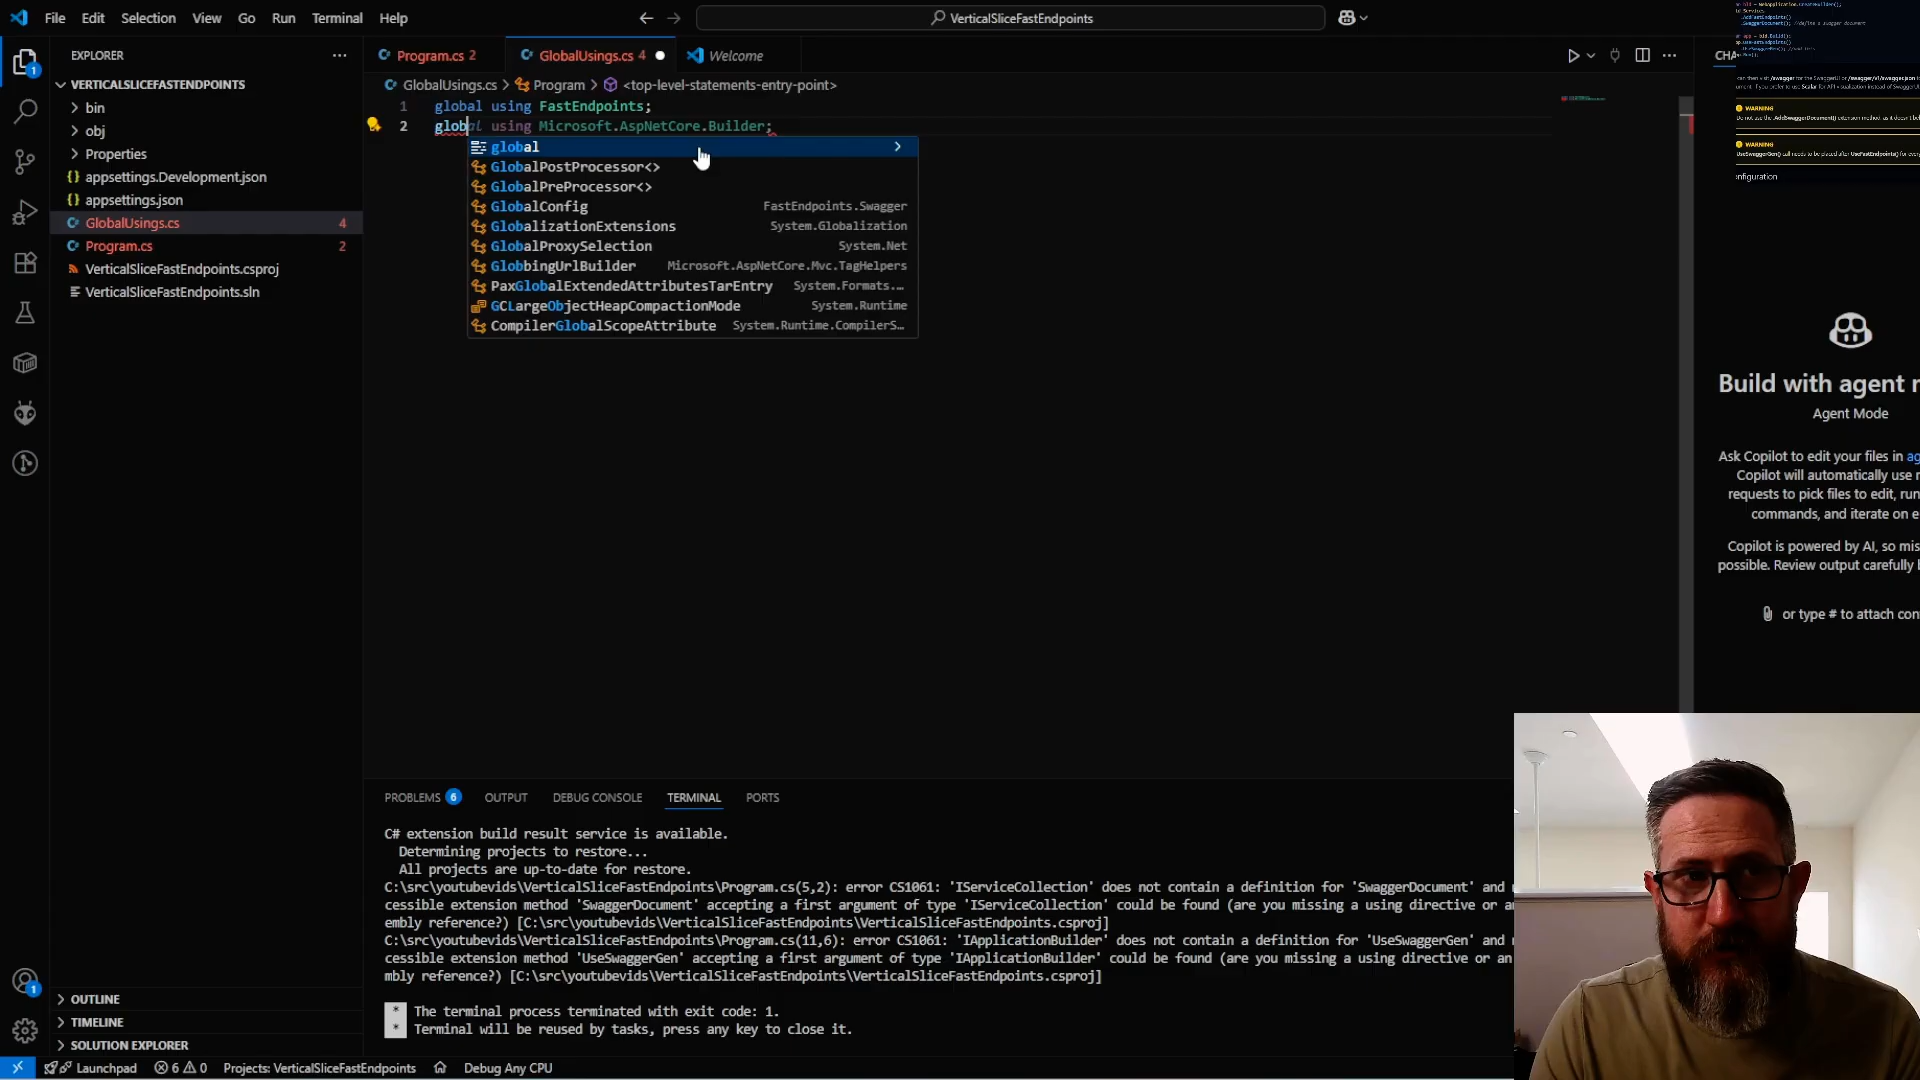 File Edit Selection View Go Run Terminal Help
VerticalSliceFastEndpoints
EXPLORER
VERTICALSLICEFASTENDPOINTS
bin
obj
Properties
appsettings.Development.json
appsettings.json
GlobalUsings.cs 4
Program.cs 2
VerticalSliceFastEndpoints.csproj
VerticalSliceFastEndpoints.sln
OUTLINE
TIMELINE
SOLUTION EXPLORER
Program.cs 2 GlobalUsings.cs 4 Welcome
GlobalUsings.cs > Program > <top-level-statements-entry-point>
1 global using FastEndpoints;
2 global using Microsoft.AspNetCore.Builder;
global
GlobalPostProcessor<>
GlobalPreProcessor<>
GlobalConfig FastEndpoints.Swagger
GlobalizationExtensions System.Globalization
GlobalProxySelection System.Net
GlobbingUrlBuilder Microsoft.AspNetCore.Mvc.TagHelpers
PaxGlobalExtendedAttributesTarEntry System.Formats.…
GCLargeObjectHeapCompactionMode System.Runtime
CompilerGlobalScopeAttribute System.Runtime.CompilerS…
PROBLEMS 6 OUTPUT DEBUG CONSOLE TERMINAL PORTS
C# extension build result service is available.
Determining projects to restore...
All projects are up-to-date for restore.
C:\src\youtubevids\VerticalSliceFastEndpoints\Program.cs(5,2): error CS1061: 'IServiceCollection' does not contain a definition for 'SwaggerDocument' and
cessible extension method 'SwaggerDocument' accepting a first argument of type 'IServiceCollection' could be found (are you missing a using directive or
embly reference?) [C:\src\youtubevids\VerticalSliceFastEndpoints\VerticalSliceFastEndpoints.csproj]
C:\src\youtubevids\VerticalSliceFastEndpoints\Program.cs(11,6): error CS1061: 'IApplicationBuilder' does not contain a definition for 'UseSwaggerGen' and
cessible extension method 'UseSwaggerGen' accepting a first argument of type 'IApplicationBuilder' could be found (are you missing a using directive or an
embly reference?) [C:\src\youtubevids\VerticalSliceFastEndpoints\VerticalSliceFastEndpoints.csproj]
* The terminal process terminated with exit code: 1.
* Terminal will be reused by tasks, press any key to close it.
CHA
WARNING
WARNING
nfiguration
Build with agent
Agent Mode
Ask Copilot to edit your files in ag
Copilot will automatically use
requests to pick files to edit, run
commands, and iterate on
Copilot is powered by AI, so mis
possible. Review output carefully
or type # to attach con
Launchpad 6 0 Projects: VerticalSliceFastEndpoints Debug Any CPU